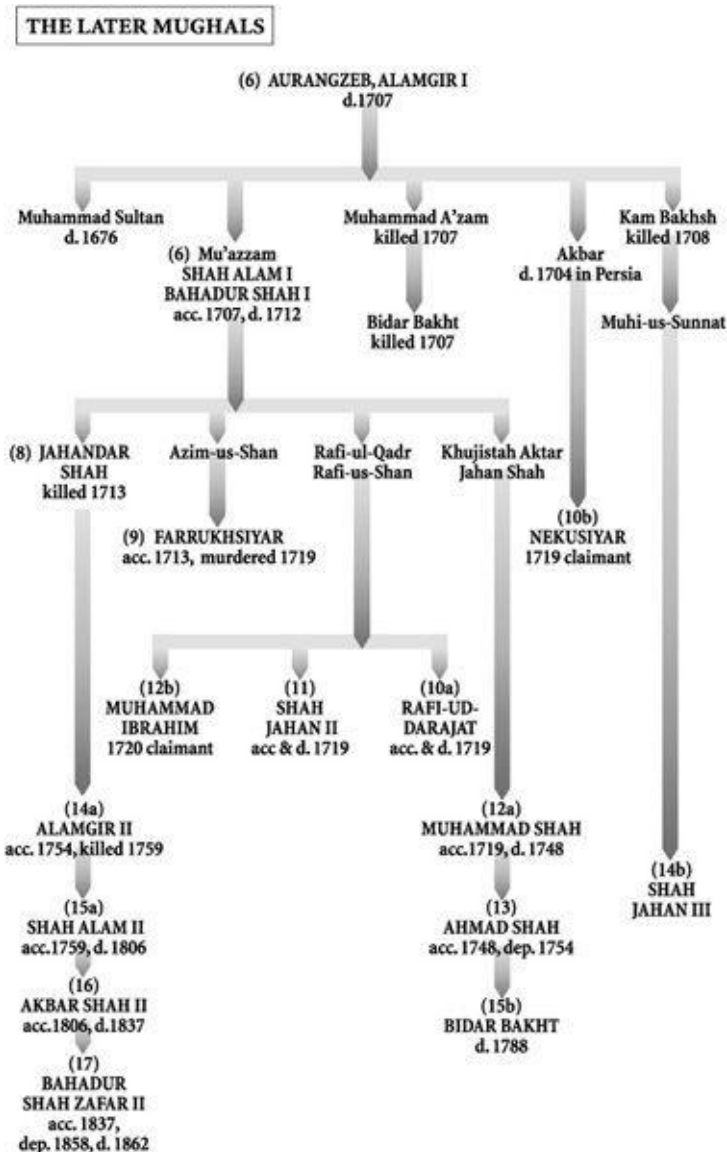 THE LATER MUGHALS
(6) AURANGZEB, ALAMGIR I
d.1707
Muhammad Sultan
d. 1676
(6) Mu'azzam
SHAH ALAM I
BAHADUR SHAH I
acc. 1707, d. 1712
Muhammad A'zam
killed 1707
Bidar Bakht
killed 1707
Akbar
d. 1704 in Persia
Kam Bakhsh
killed 1708
Muhi-us-Sunnat
(8) JAHANDAR
SHAH
killed 1713
Azim-us-Shan
Rafi-ul-Qadr
Rafi-us-Shan
Khujistah Aktar
Jahan Shah
(9) FARRUKHSIYAR
acc. 1713, murdered 1719
(10b)
NEKUSIYAR
1719 claimant
(12b)
MUHAMMAD
IBRAHIM
1720 claimant
(11)
SHAH
JAHAN II
acc & d. 1719
(10a)
RAFI-UD-
DARAJAT
acc. & d. 1719
(14a)
ALAMGIR II
acc. 1754, killed 1759
(12a)
MUHAMMAD SHAH
acc.1719, d. 1748
(14b)
SHAH
JAHAN III
(15a)
SHAH ALAM II
acc.1759, d. 1806
(13)
AHMAD SHAH
acc. 1748, dep. 1754
(16)
AKBAR SHAH II
acc.1806, d.1837
(15b)
BIDAR BAKHT
d. 1788
(17)
BAHADUR
SHAH ZAFAR II
acc. 1837,
dep. 1858, d. 1862